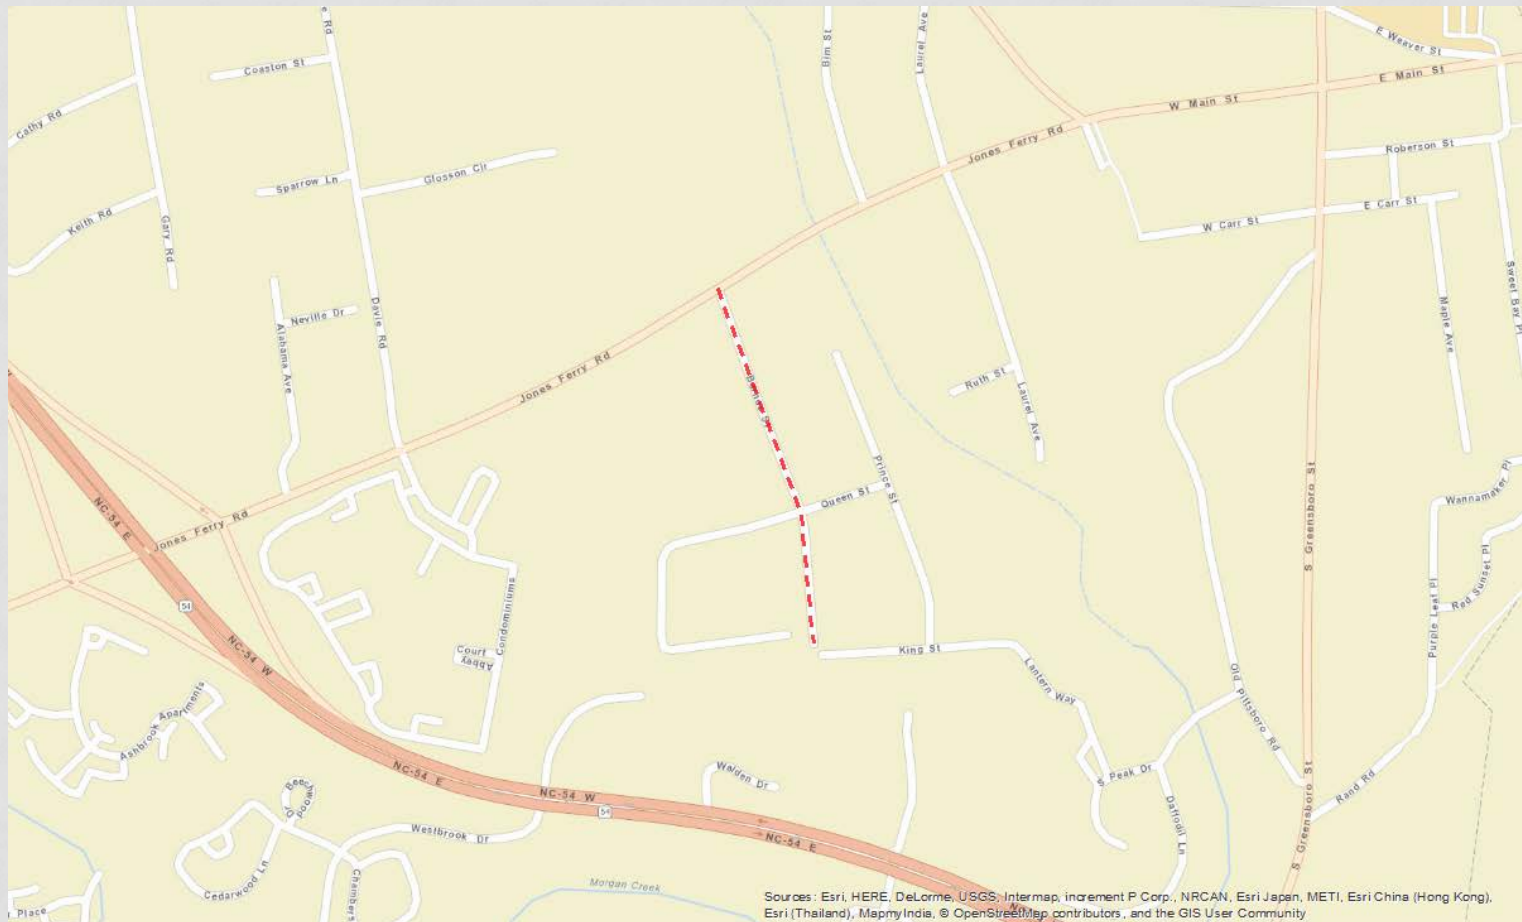 e Rd
Coaston St
Bim St
Laurel Ave
E Weaver St
E Main St
W Main St
Cathy Rd
Jones Ferry Rd
Roberson St
Sparrow Ln
Glosson Cir
Keith Rd
Gary Rd
W Carr St
E Carr St
Sweet Bay Pl
Neville Dr
Davie Rd
Alabama Ave
Maple Ave
Jones Ferry Rd
Ruth St
Laurel Ave
Prince St
Queen St
S Greensboro St
Wannamaker Pl
NC-54 E
Jones Ferry Rd
Red Sunset Pl
Purple Leaf Pl
54
Condominiums
NC-54 W
Court
Abbey
King St
Lantern Way
Old Pittsboro Rd
Ashbrook Apartments
NC-54 E
Walden Dr
S Peak Dr
Rand Rd
Beechwood
Dr
NC-54 W
54
Daffodil Ln
Westbrook Dr
NC-54 E
S Greensboro St
Cedarwood Ln
Chambers
Morgan Creek
Place
Sources: Esri, HERE, DeLorme, USGS, Intermap, increment P Corp., NRCAN, Esri Japan, METI, Esri China (Hong Kong),
Esri (Thailand), MapmyIndia, © OpenStreetMap contributors, and the GIS User Community